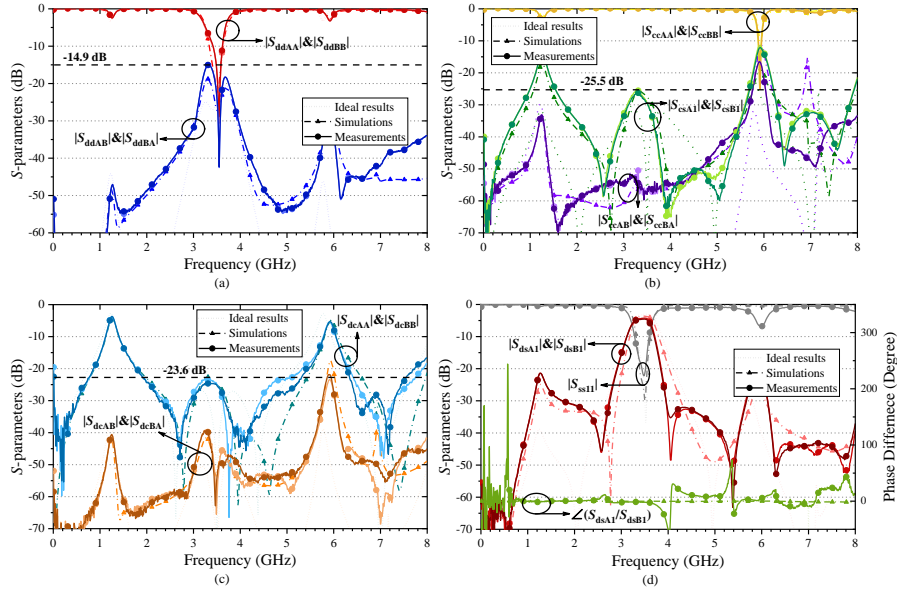 0
-10
-20
-30
-40
-50
-60
S-parameters (dB)
-14.9 dB
|SddAA|&|SddBB|
|SddAB|&|SddBA|
Ideal results
Simulations
Measurements
0 1 2 3 4 5 6 7 8
Frequency (GHz)
(a)
0
-10
-20
-30
-40
-50
-60
-70
S-parameters (dB)
Ideal results
Simulations
Measurements
|SccAA|&|SccBB|
-25.5 dB
|ScsA1|&|ScsB1|
|SccAB|&|SccBA|
0 1 2 3 4 5 6 7 8
Frequency (GHz)
(b)
0
-10
-20
-30
-40
-50
-60
-70
S-parameters (dB)
Ideal results
Simulations
Measurements
|SdcAA|&|SdcBB|
-23.6 dB
|SdcAB|&|SdcBA|
0 1 2 3 4 5 6 7 8
Frequency (GHz)
(c)
0
-10
-20
-30
-40
-50
-60
-70
S-parameters (dB)
|SdsA1|&|SdsB1|
|Sss11|
Ideal results
Simulations
Measurements
∠(SdsA1/SdsB1)
300
200
100
0
Phase Differnece (Deg)
0 1 2 3 4 5 6 7 8
Frequency (GHz)
(d)